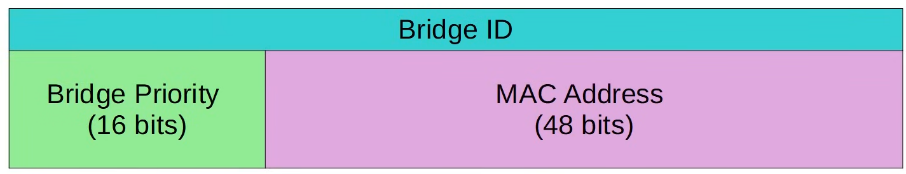 Bridge ID
Bridge Priority
(16 bits)
MAC Address
(48 bits)